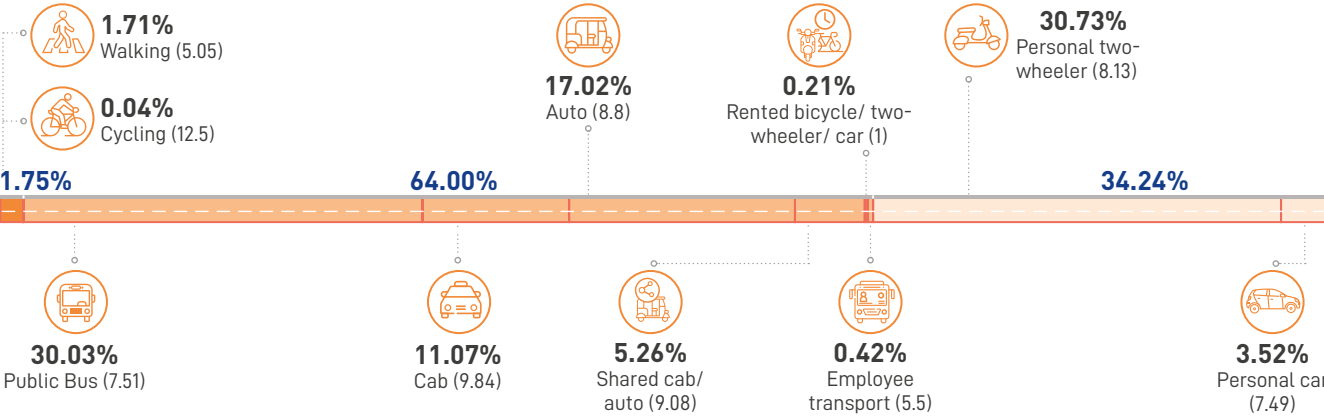 1.71%
Walking (5.05)
0.04%
Cycling (12.5)
17.02%
Auto (8.8)
0.21%
Rented bicycle/ two-
wheeler/ car (1)
30.73%
Personal two-
wheeler (8.13)
1.75%
64.00%
34.24%
30.03%
Public Bus (7.51)
11.07%
Cab (9.84)
5.26%
Shared cab/
auto (9.08)
0.42%
Employee
transport (5.5)
3.52%
Personal car
(7.49)